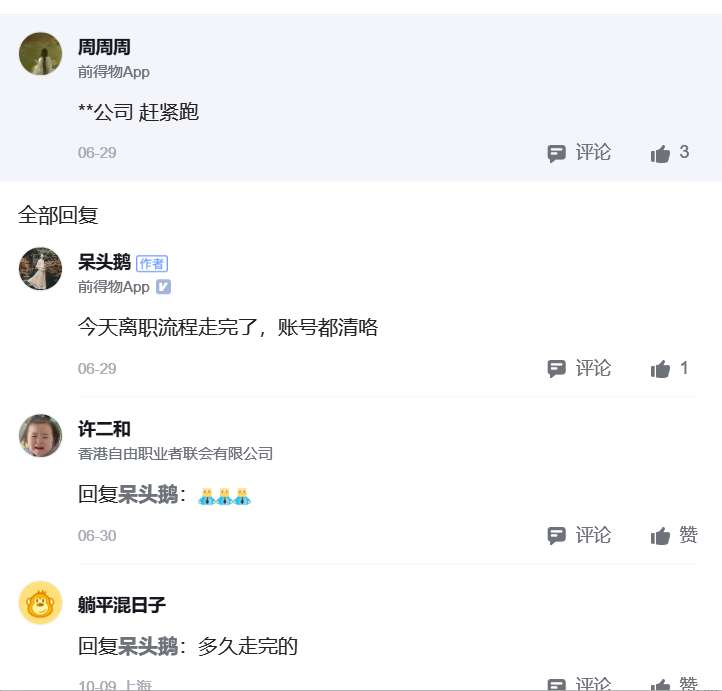 周周周
前得物App
**公司 赶紧跑
06-29
评论 3
全部回复
呆头鹅 作者
前得物App
今天离职流程走完了，账号都清咯
06-29
评论 1
许二和
香港自由职业者联会有限公司
回复呆头鹅：
06-30
评论 赞
躺平混日子
回复呆头鹅：多久走完的
10-09 上海
评论 赞